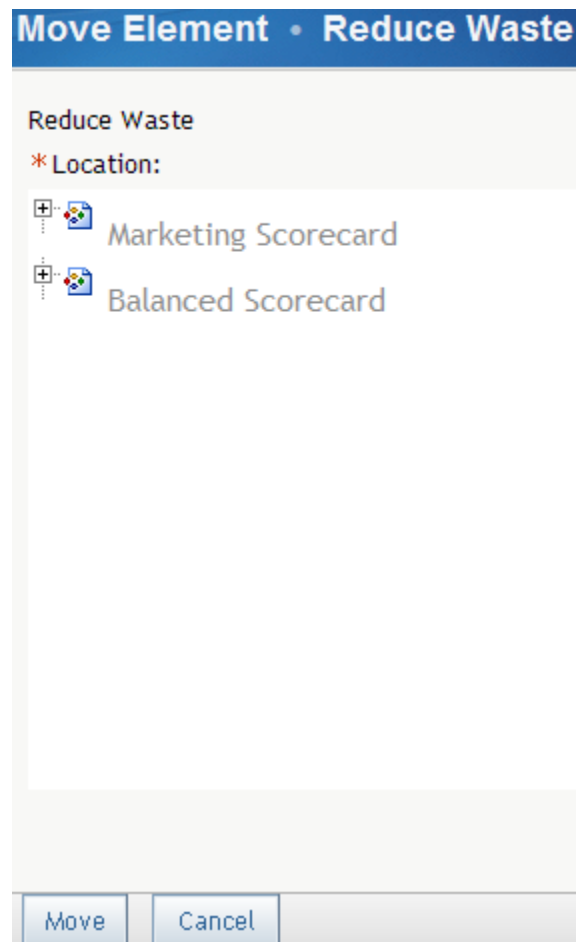 Move Element • Reduce Waste
Reduce Waste
*Location:
Marketing Scorecard
Balanced Scorecard
Move Cancel